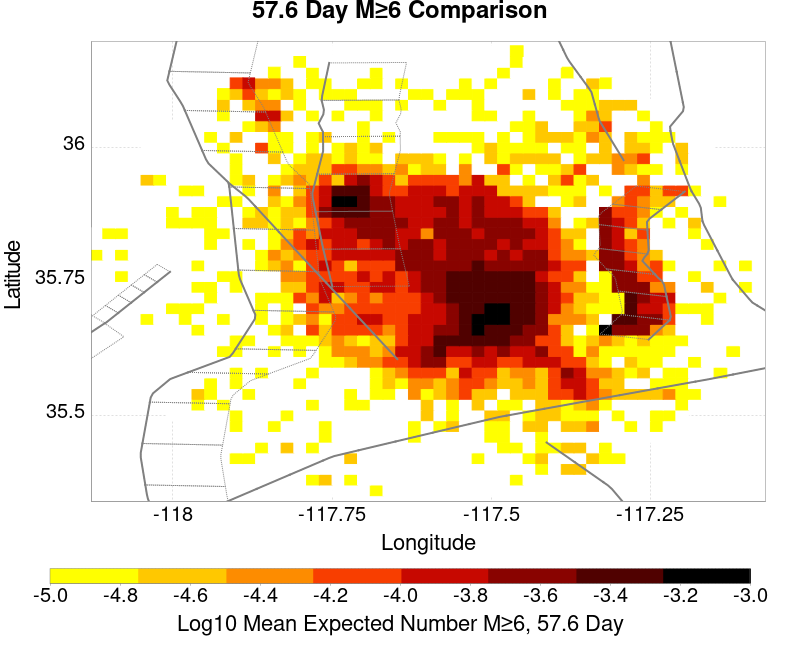 57.6 Day M≥6 Comparison
36
35.75
35.5
Latitude
-118 -117.75 -117.5 -117.25
Longitude
-5.0 -4.8 -4.6 -4.4 -4.2 -4.0 -3.8 -3.6 -3.4 -3.2 -3.0
Log10 Mean Expected Number M≥6, 57.6 Day